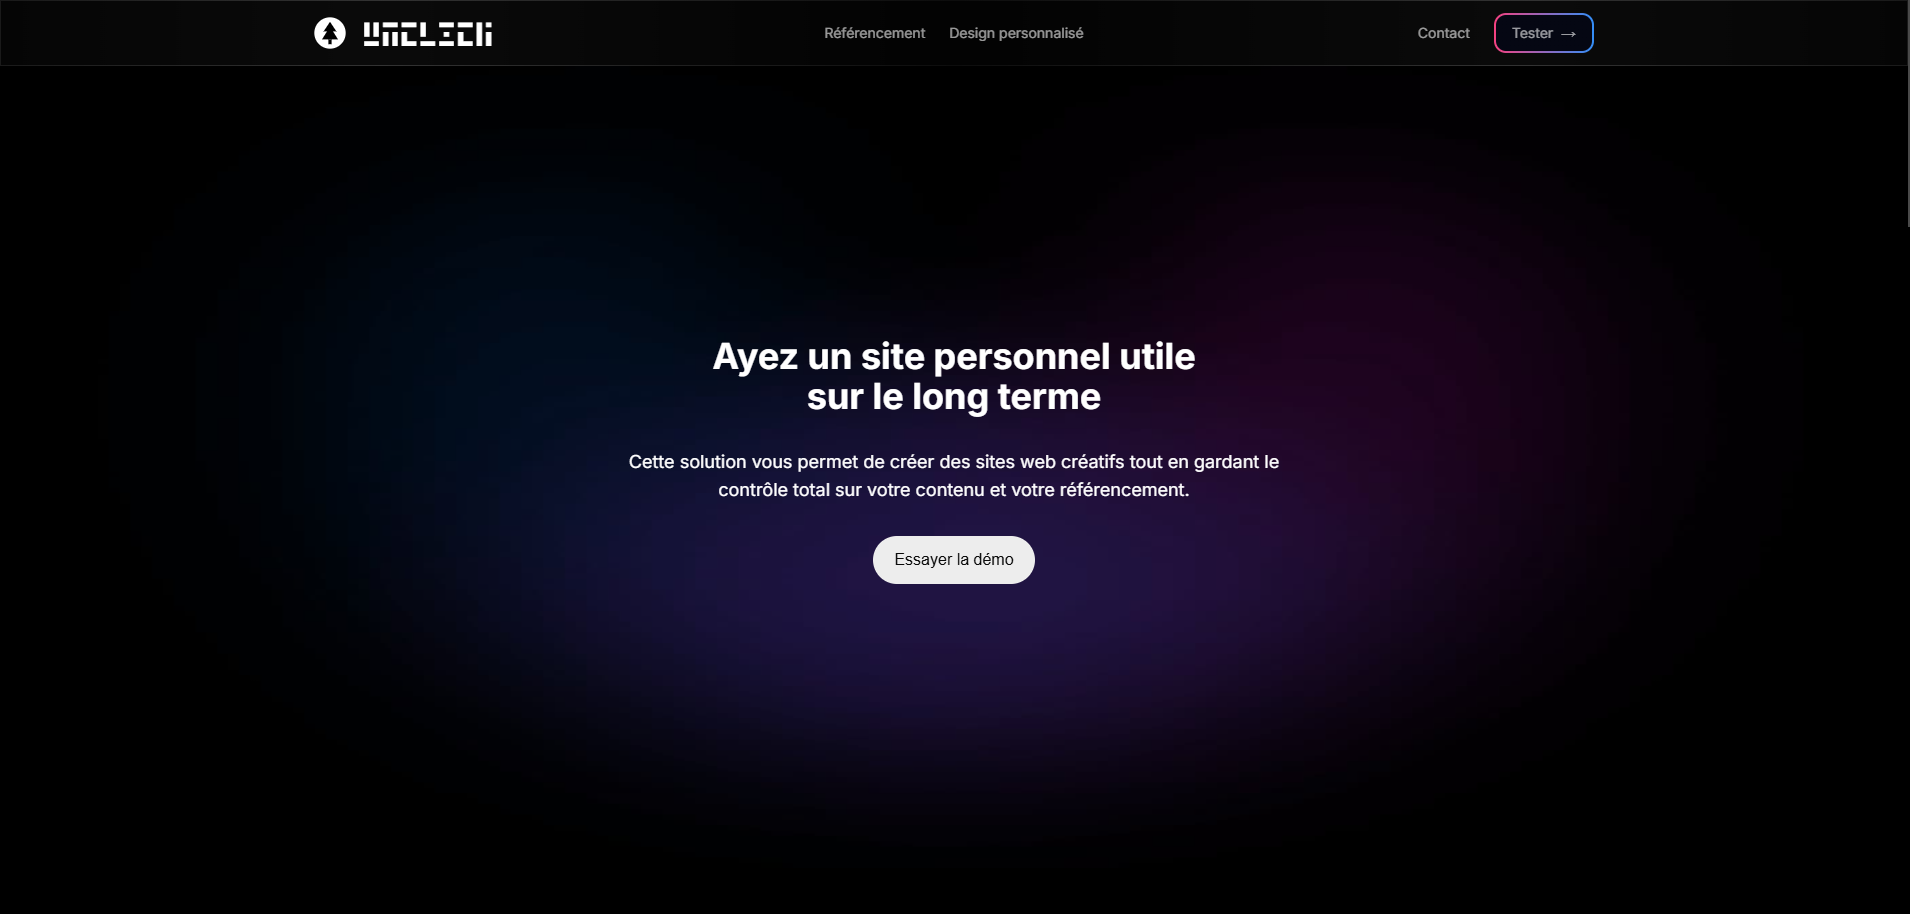 Référencement
Design personnalisé
Contact
Tester →
Ayez un site personnel utile
sur le long terme
Cette solution vous permet de créer des sites web créatifs tout en gardant le
contrôle total sur votre contenu et votre référencement.
Essayer la démo